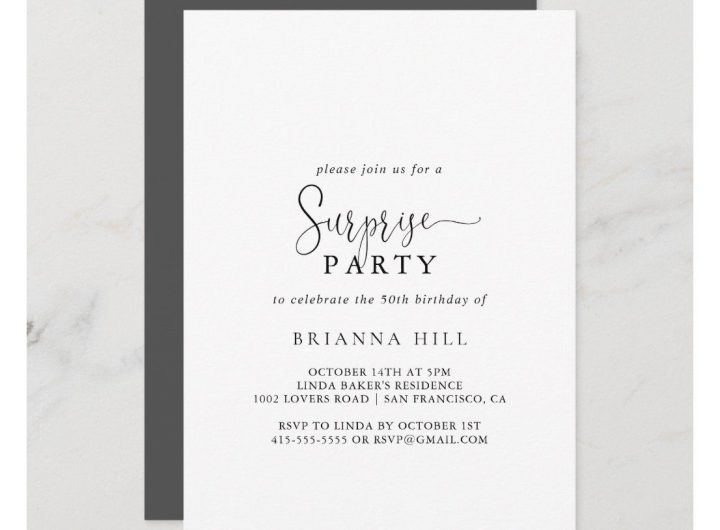 please join us for a
Surprise
PARTY
to celebrate the 50th birthday of
BRIANNA HILL
OCTOBER 14TH AT 5PM
LINDA BAKER'S RESIDENCE
1002 LOVERS ROAD | SAN FRANCISCO, CA
RSVP TO LINDA BY OCTOBER 1ST
415-555-5555 OR RSVP@GMAIL.COM